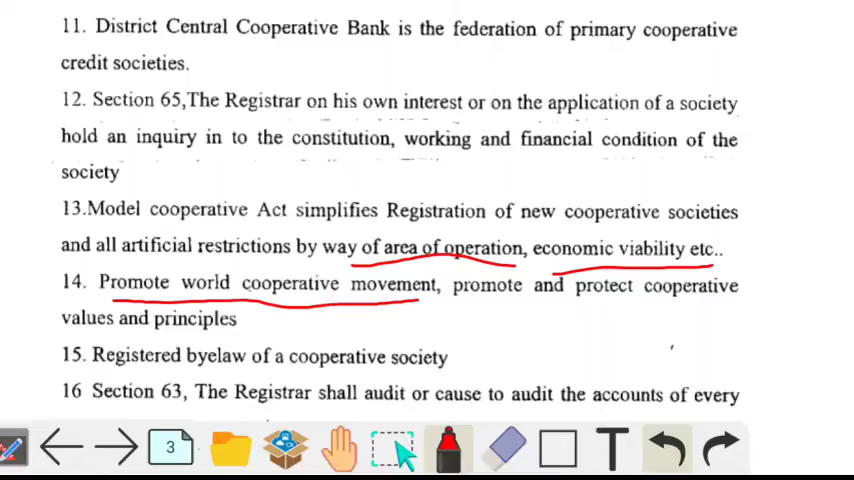 11. District Central Cooperative Bank is the federation of primary cooperative
credit societies.
12. Section 65,The Registrar on his own interest or on the application of a society
hold an inquiry in to the constitution, working and financial condition of the
society
13.Model cooperative Act simplifies Registration of new cooperative societies
and all artificial restrictions by way of area of operation, economic viability etc..
14. Promote world cooperative movement, promote and protect cooperative
values and principles
15. Registered byelaw of a cooperative society
16 Section 63, The Registrar shall audit or cause to audit the accounts of every
3
T